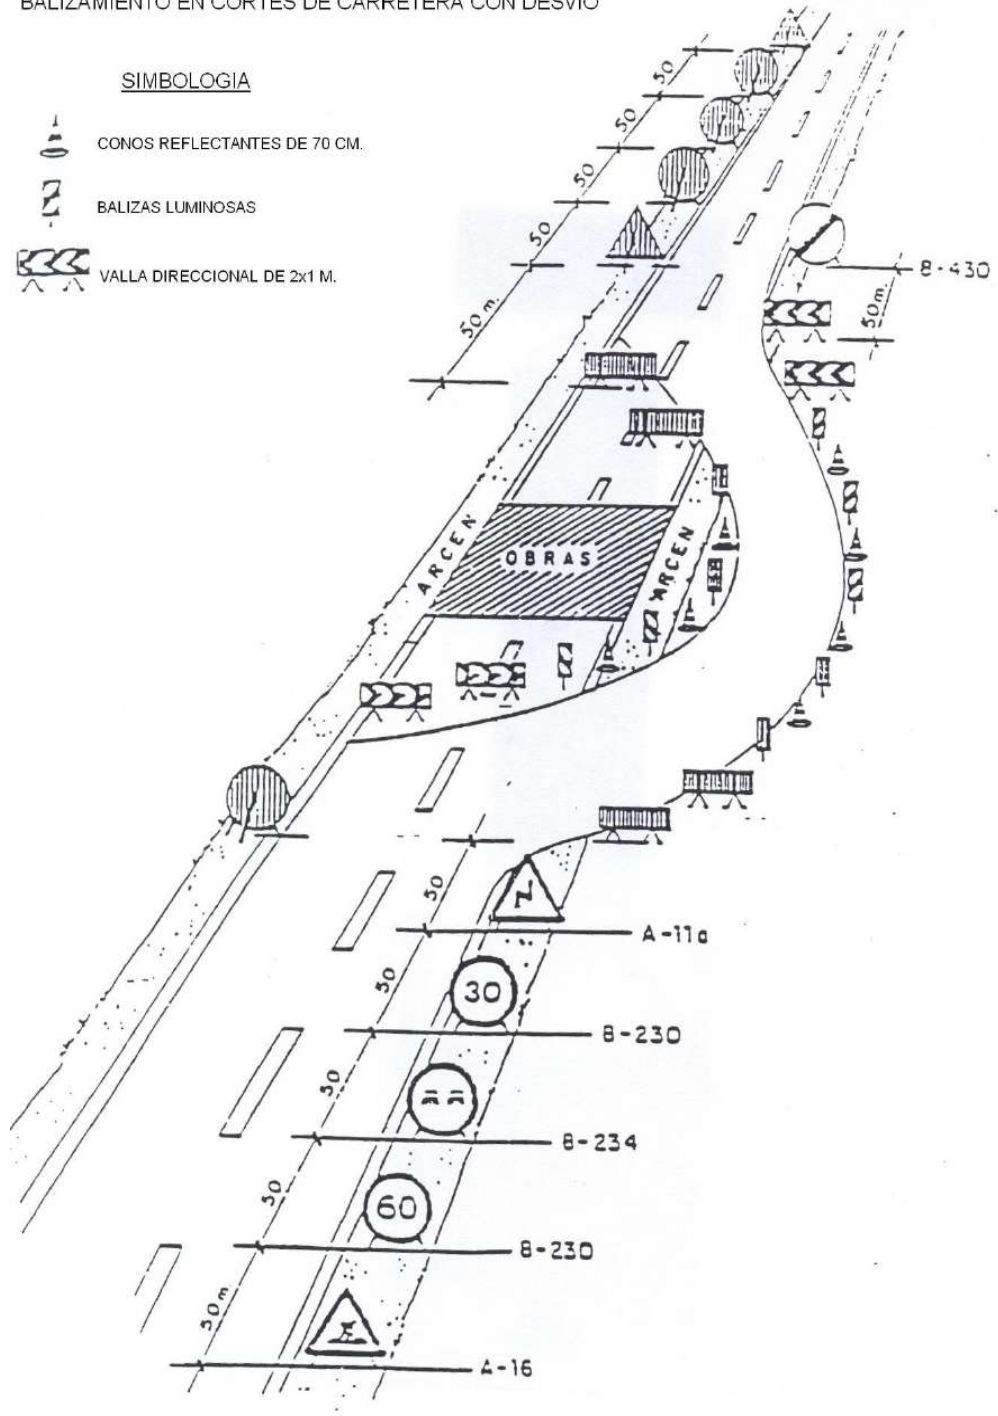 BALIZAMIENTO EN CORTES DE CARRETERA CON DESVIO
SIMBOLOGIA
CONOS REFLECTANTES DE 70 CM.
BALIZAS LUMINOSAS
VALLA DIRECCIONAL DE 2x1 M.
50
50
50
50
50 m.
B-430
50 m.
ARCEN
OBRAS
ARCEN
50
A-11a
50
30
B-230
50
B-234
50
60
B-230
50 m
A-16